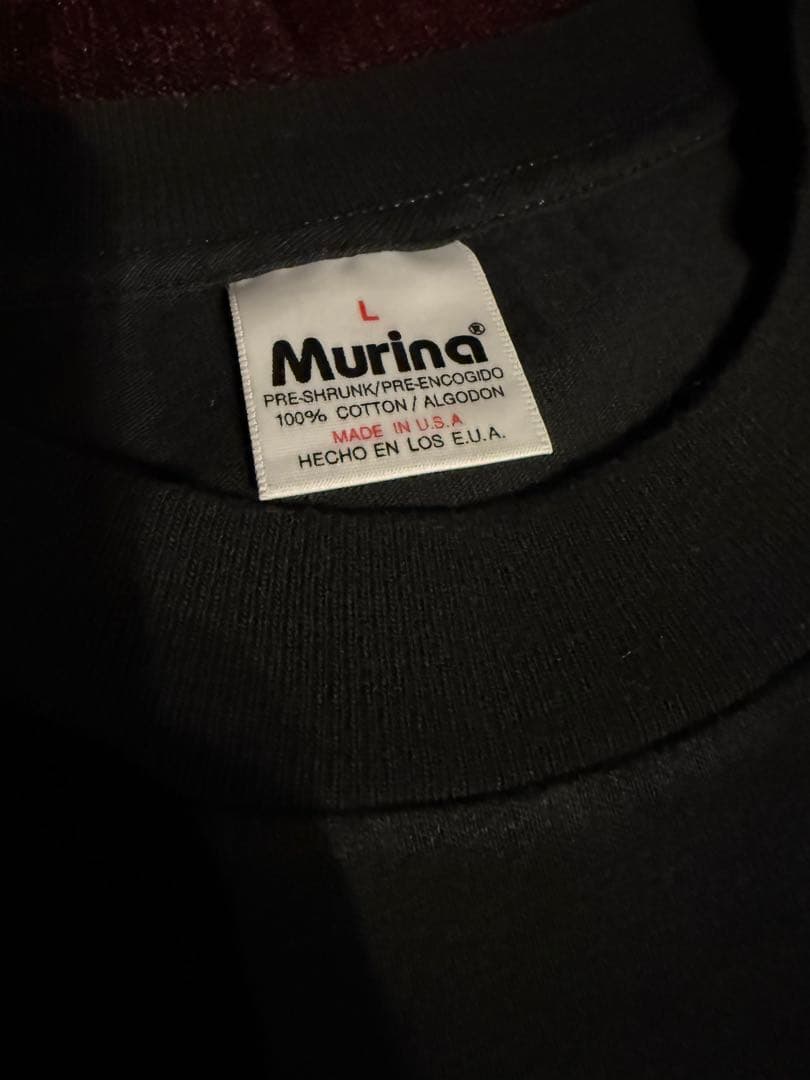 L
Murina®
PRE-SHRUNK/PRE-ENCOGIDO
100% COTTON / ALGODON
MADE IN U.S.A
HECHO EN LOS E.U.A.